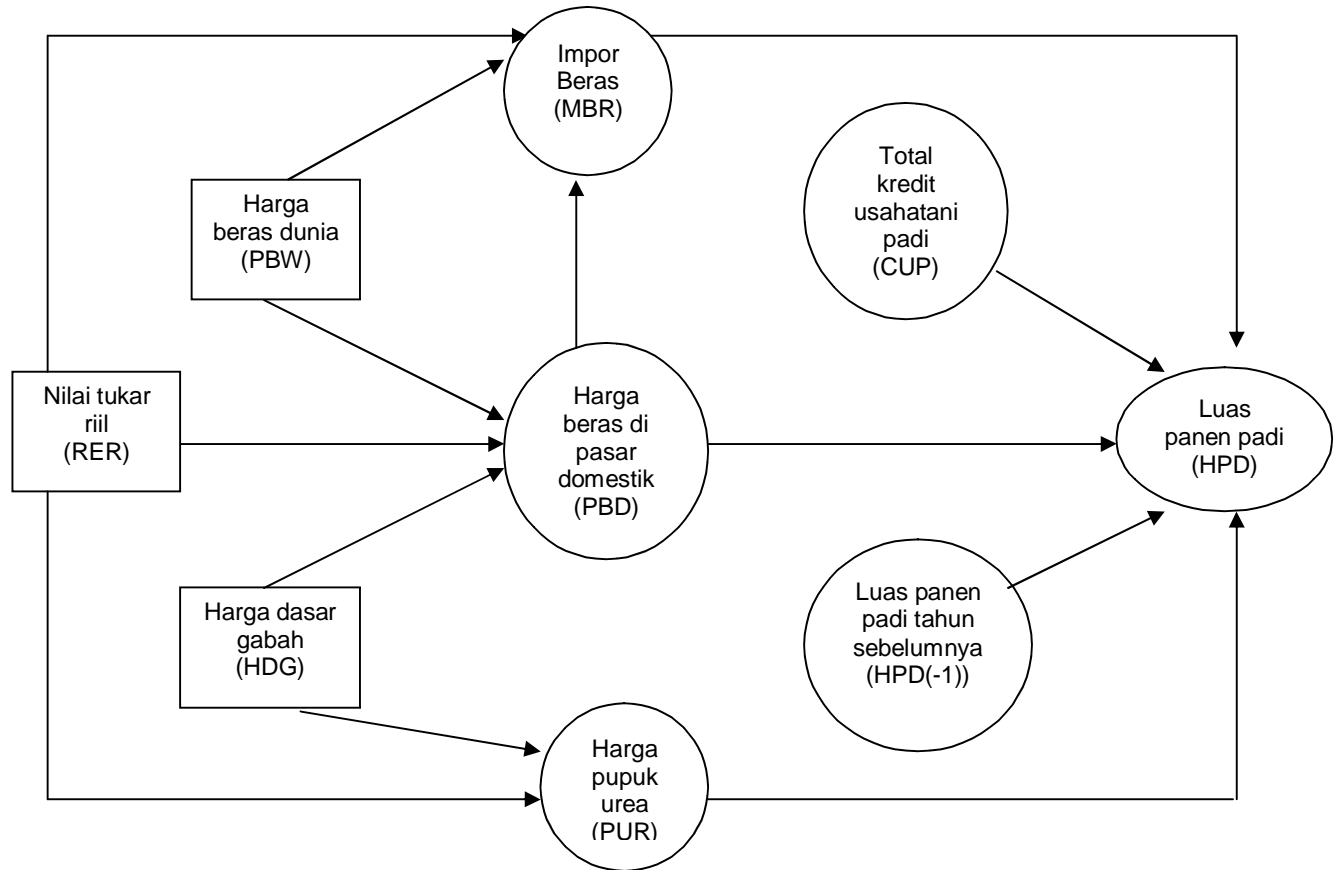 Impor
Beras
(MBR)
Total
kredit
usahatani
padi
(CUP)
Harga
beras dunia
(PBW)
Nilai tukar
riil
(RER)
Harga
beras di
pasar
domestik
(PBD)
Luas
panen padi
(HPD)
Harga dasar
gabah
(HDG)
Luas panen
padi tahun
sebelumnya
(HPD(-1))
Harga
pupuk
urea
(PUR)